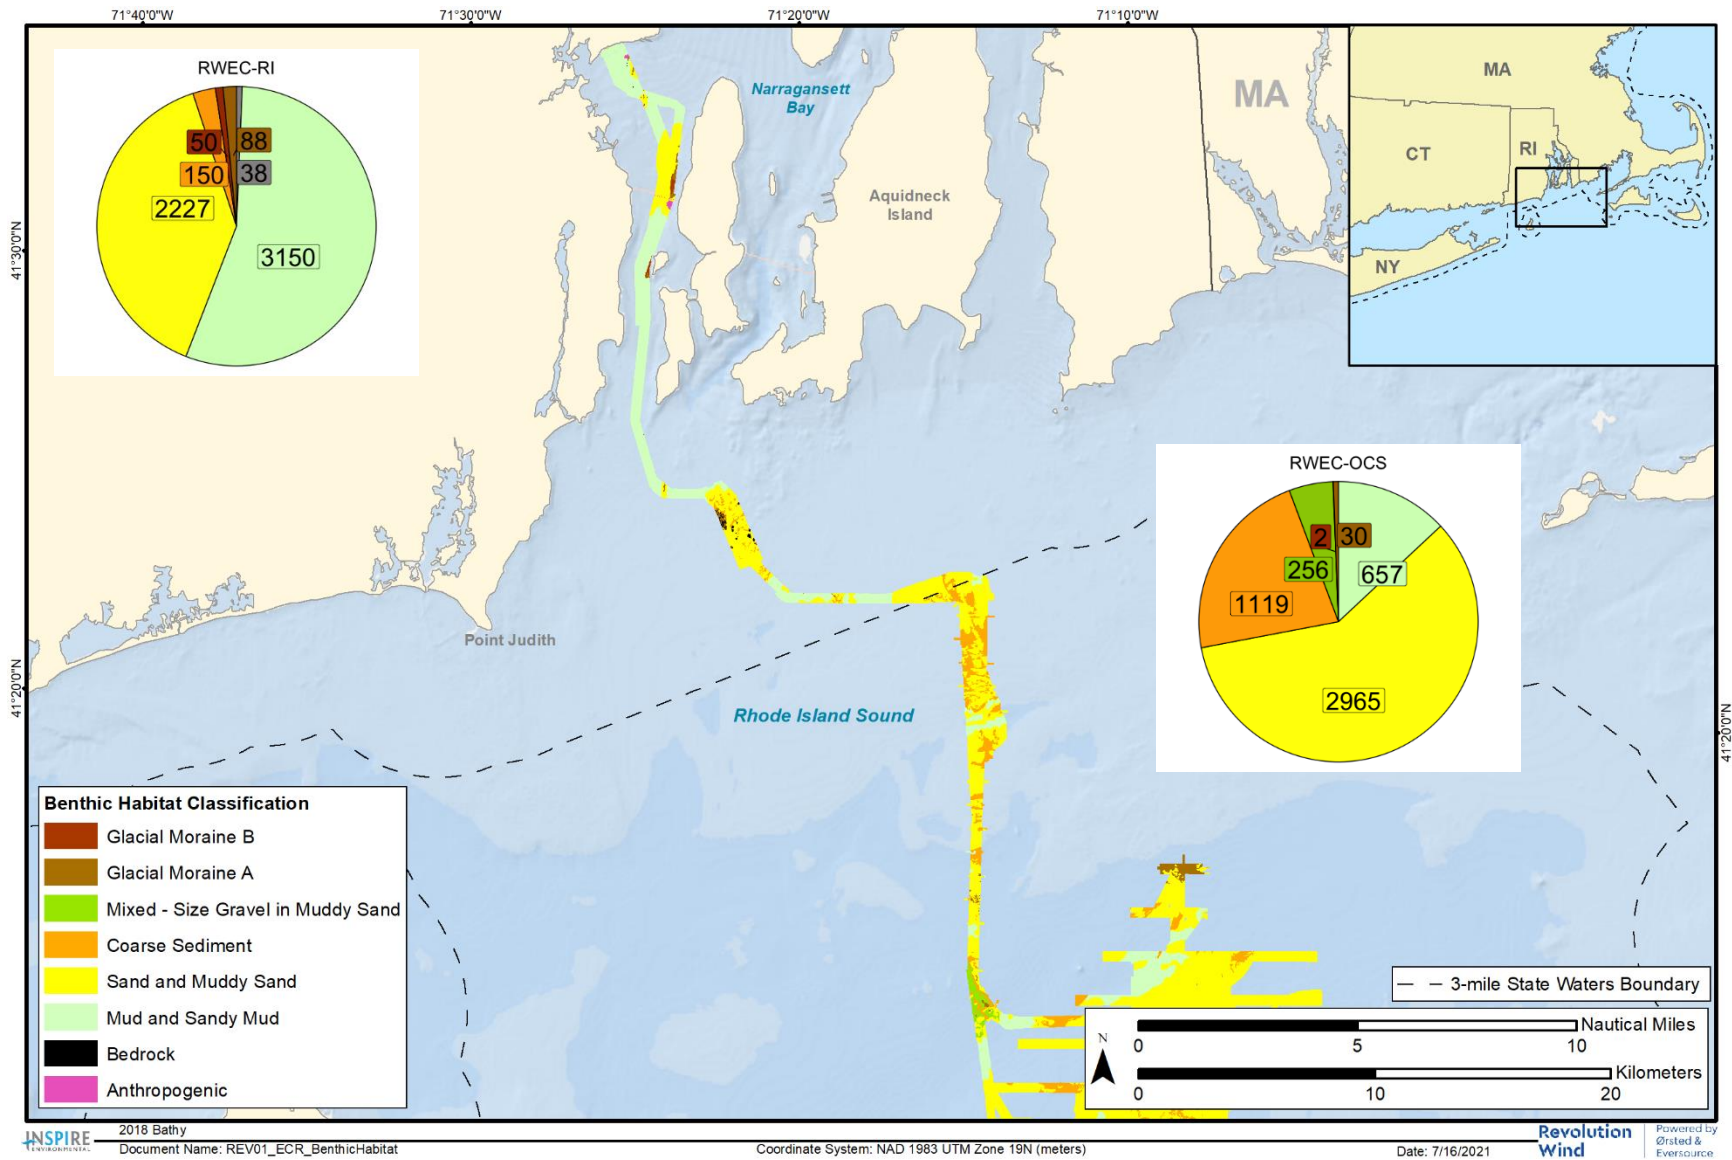 71°40'0"W
71°30'0"W
71°20'0"W
71°10'0"W
RWEC-RI
50
88
150
38
2227
3150
Narragansett
Bay
MA
Aquidneck
Island
MA
CT
RI
NY
41°30'0"N
41°20'0"N
41°20'0"N
Point Judith
Rhode Island Sound
RWEC-OCS
2
30
256
657
1119
2965
Benthic Habitat Classification
Glacial Moraine B
Glacial Moraine A
Mixed - Size Gravel in Muddy Sand
Coarse Sediment
Sand and Muddy Sand
Mud and Sandy Mud
Bedrock
Anthropogenic
3-mile State Waters Boundary
N
Nautical Miles
0 5 10
Kilometers
0 10 20
INSPIRE
ENVIRONMENTAL
2018 Bathy
Document Name: REV01_ECR_BenthicHabitat
Coordinate System: NAD 1983 UTM Zone 19N (meters)
Date: 7/16/2021
Revolution
Wind
Powered by
Ørsted &
Eversource